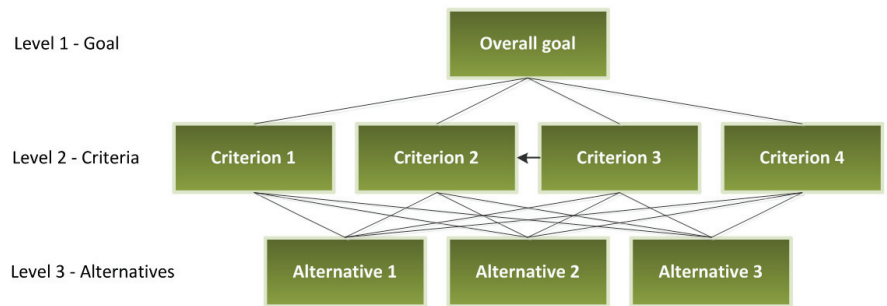 Level 1 - Goal
Overall goal
Level 2 - Criteria
Criterion 1
Criterion 2
Criterion 3
Criterion 4
Level 3 - Alternatives
Alternative 1
Alternative 2
Alternative 3